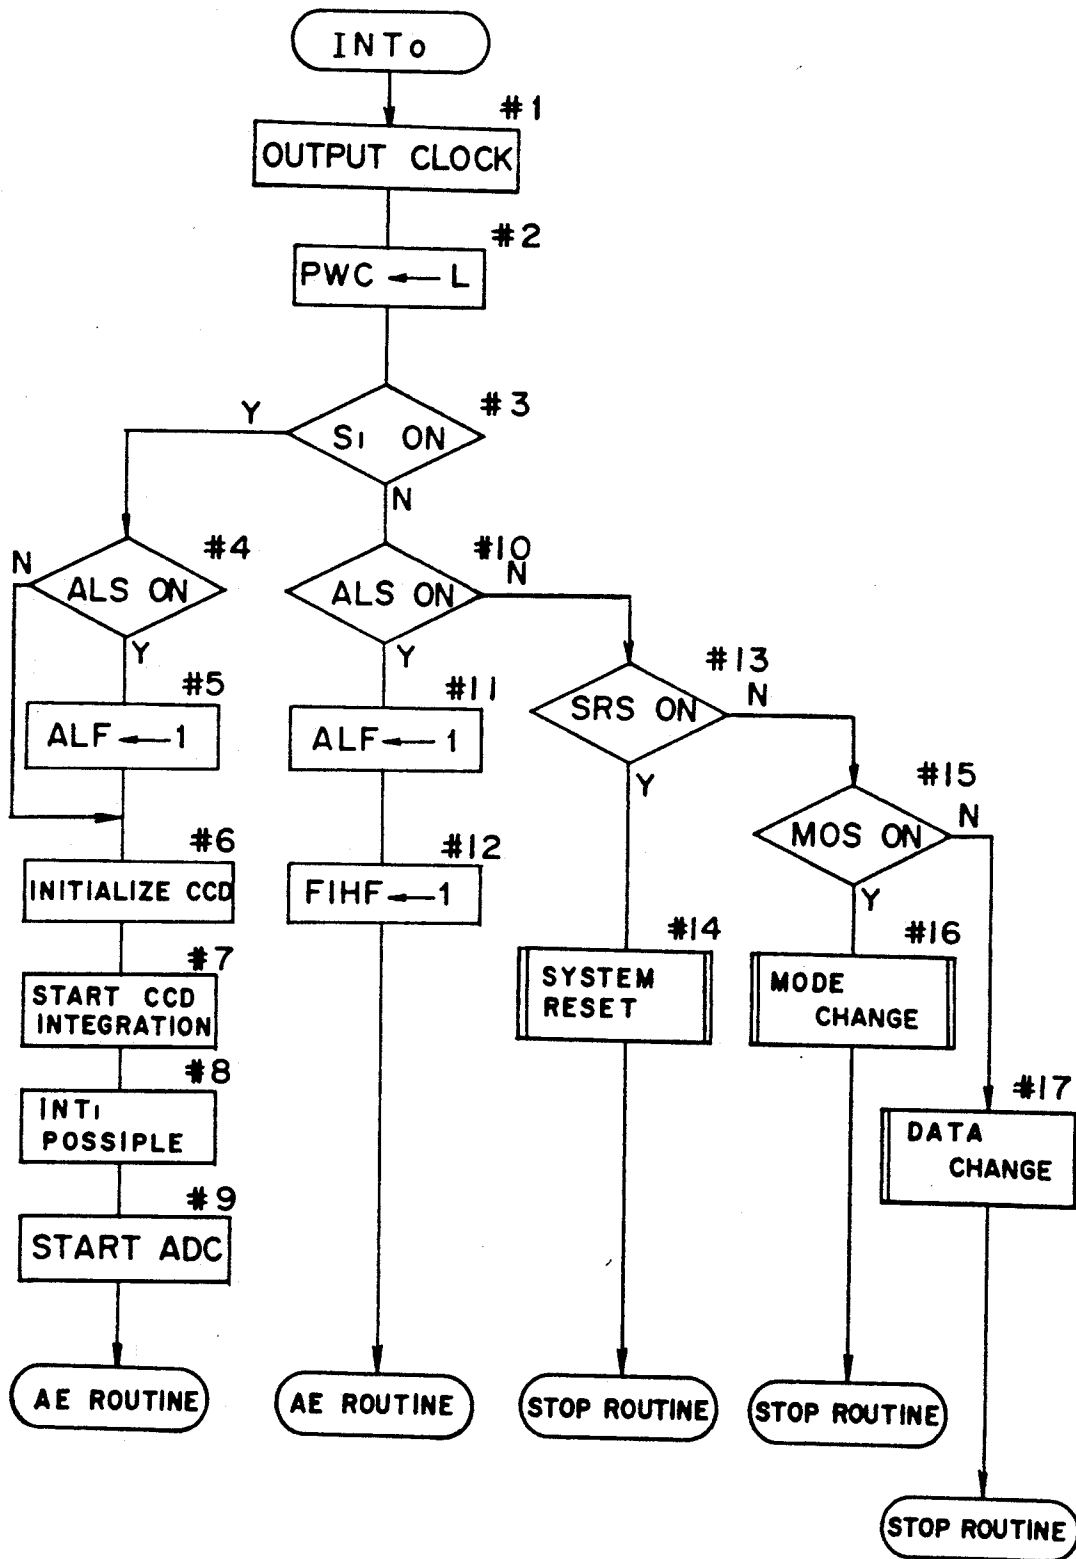 INT0
#1
OUTPUT CLOCK
#2
PWC ← L
#3
Y
S1 ON
N
#4
N
ALS ON
Y
#5
ALF ← 1
#6
INITIALIZE CCD
#7
START CCD
INTEGRATION
#8
INT1
POSSIPLE
#9
START ADC
AE ROUTINE
#10
N
ALS ON
Y
#11
ALF ← 1
#12
FIHF ← 1
AE ROUTINE
#13
N
SRS ON
Y
#14
SYSTEM
RESET
STOP ROUTINE
#15
N
MOS ON
Y
#16
MODE
CHANGE
STOP ROUTINE
#17
DATA
CHANGE
STOP ROUTINE